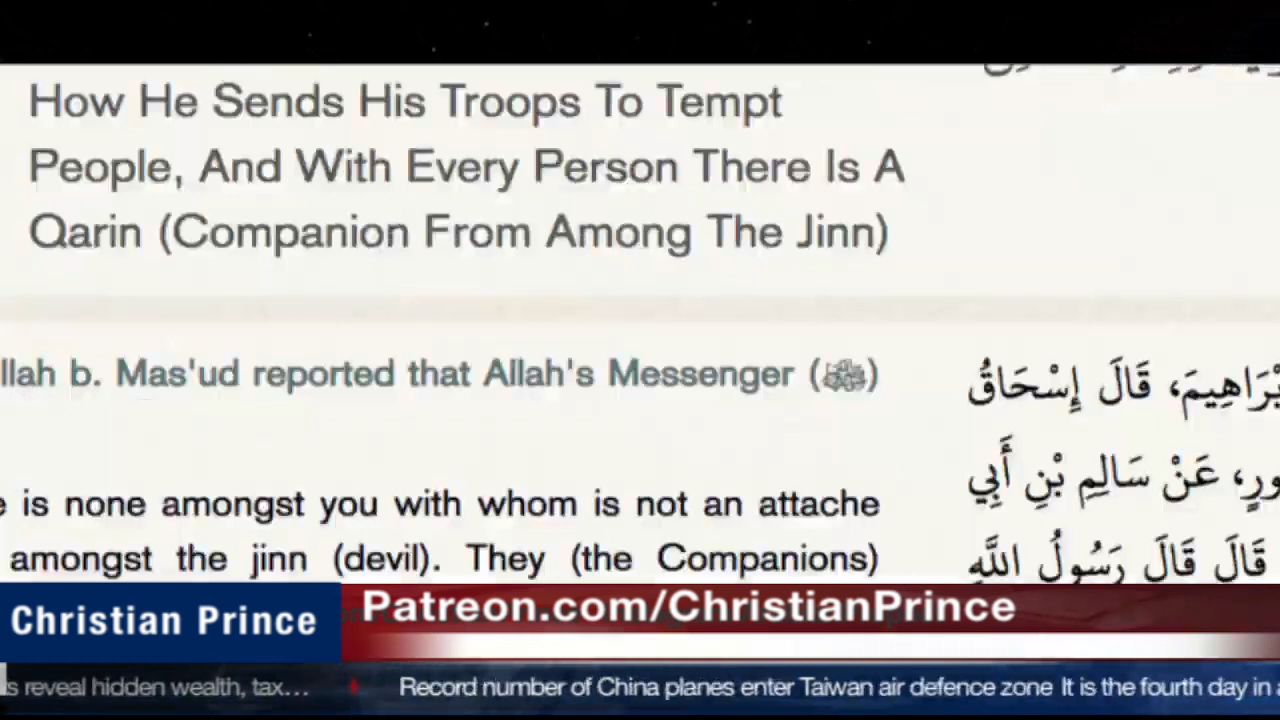 How He Sends His Troops To Tempt
People, And With Every Person There Is A
Qarin (Companion From Among The Jinn)
llah b. Mas'ud reported that Allah's Messenger (ﷺ)
إِبْرَاهِيمَ، قَالَ إِسْحَاقُ
e is none amongst you with whom is not an attache
ورٍ، عَنْ سَالِمِ بْنِ أَبِي
amongst the jinn (devil). They (the Companions)
قَالَ قَالَ رَسُولُ اللَّهِ
Christian Prince
Patreon.com/ChristianPrince
s reveal hidden wealth, tax...
Record number of China planes enter Taiwan air defence zone It is the fourth day in a